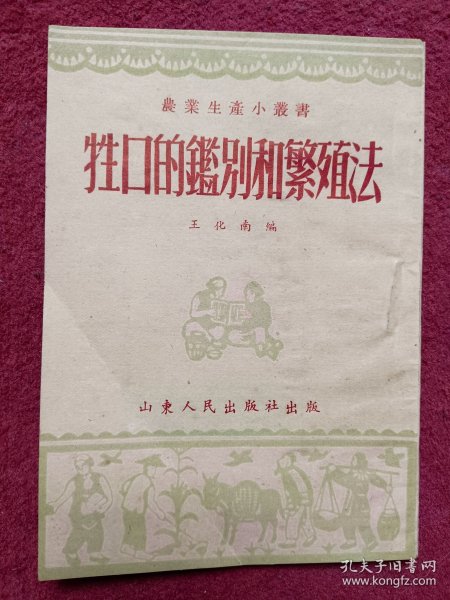 農業生產小叢書
牲口的鑑别和繁殖法
王化南編
山東人民出版社出版
孔夫子旧书网
www.kongfz.com